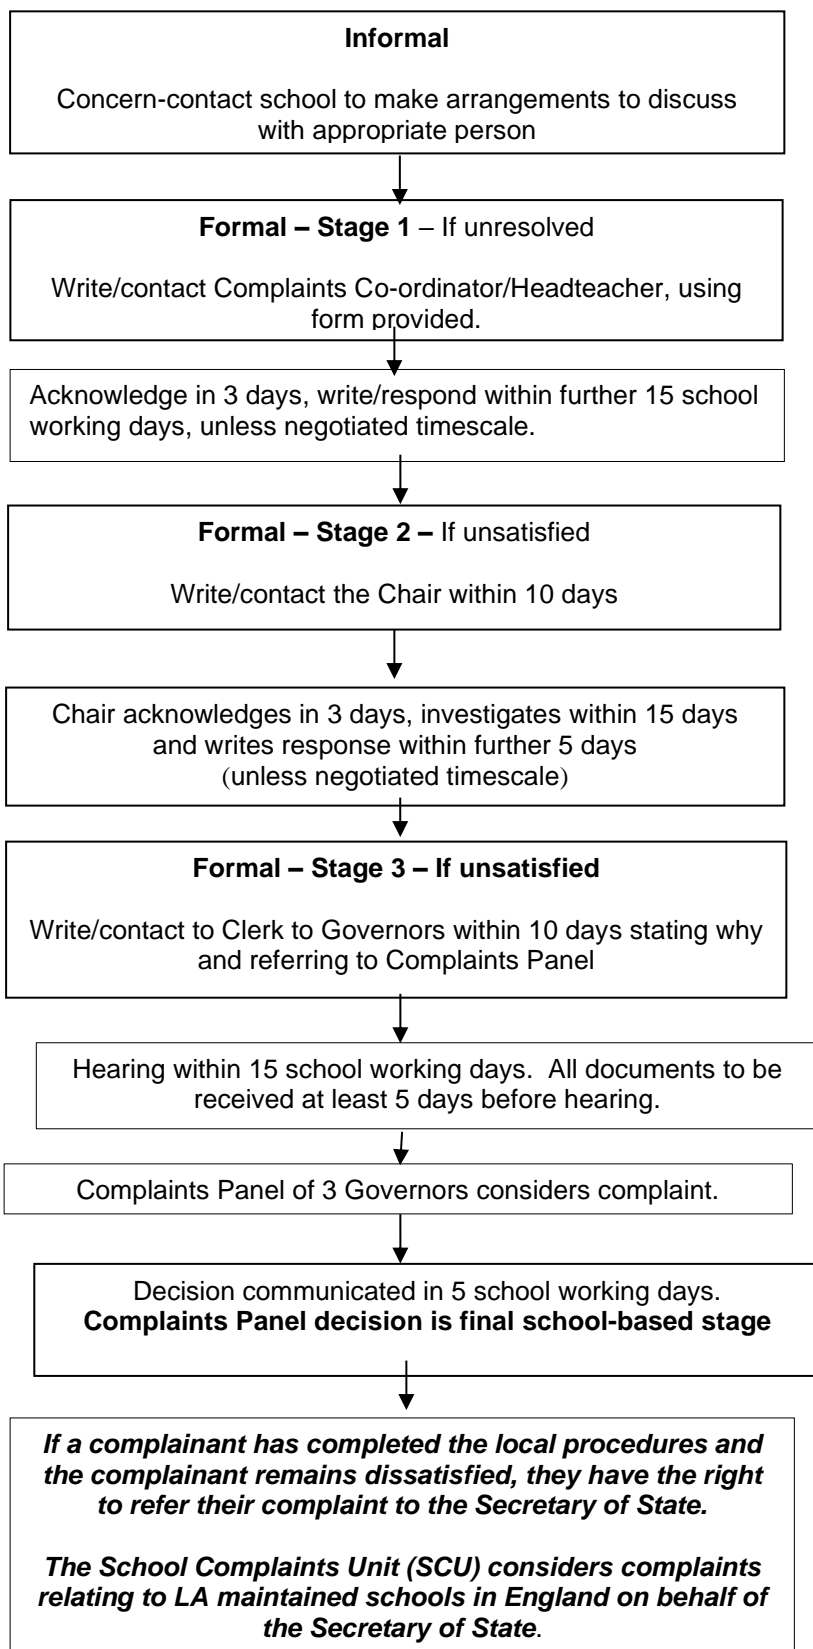 Informal
Concern-contact school to make arrangements to discuss
with appropriate person
Formal – Stage 1 – If unresolved
Write/contact Complaints Co-ordinator/Headteacher, using
form provided.
Acknowledge in 3 days, write/respond within further 15 school
working days, unless negotiated timescale.
Formal – Stage 2 – If unsatisfied
Write/contact the Chair within 10 days
Chair acknowledges in 3 days, investigates within 15 days
and writes response within further 5 days
(unless negotiated timescale)
Formal – Stage 3 – If unsatisfied
Write/contact to Clerk to Governors within 10 days stating why
and referring to Complaints Panel
Hearing within 15 school working days.  All documents to be
received at least 5 days before hearing.
Complaints Panel of 3 Governors considers complaint.
Decision communicated in 5 school working days.
Complaints Panel decision is final school-based stage
If a complainant has completed the local procedures and
the complainant remains dissatisfied, they have the right
to refer their complaint to the Secretary of State.
The School Complaints Unit (SCU) considers complaints
relating to LA maintained schools in England on behalf of
the Secretary of State.